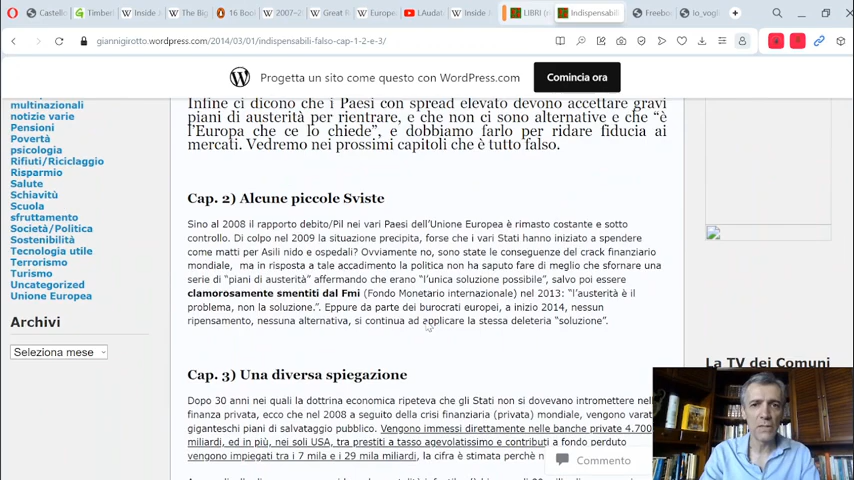 Castello
Timberl
Inside J
The Big
16 Book
2007–2
Great R
Europe
LAudat
Inside J
LIBRI (r
Indispensabili
Freebo
Io_vogli
giannigirotto.wordpress.com/2014/03/01/indispensabili-falso-cap-1-2-e-3/
Progetta un sito come questo con WordPress.com
Comincia ora
multinazionali
notizie varie
Pensioni
Povertà
psicologia
Rifiuti/Riciclaggio
Risparmio
Salute
Schiavitù
Scuola
sfruttamento
Società/Politica
Sostenibilità
Tecnologia utile
Terrorismo
Turismo
Uncategorized
Unione Europea
Archivi
Seleziona mese
Infine ci dicono che i Paesi con spread elevato devono accettare gravi
piani di austerità per rientrare, e che non ci sono alternative e che “è
l’Europa che ce lo chiede”, e dobbiamo farlo per ridare fiducia ai
mercati. Vedremo nei prossimi capitoli che è tutto falso.
Cap. 2) Alcune piccole Sviste
Sino al 2008 il rapporto debito/Pil nei vari Paesi dell’Unione Europea è rimasto costante e sotto
controllo. Di colpo nel 2009 la situazione precipita, forse che i vari Stati hanno iniziato a spendere
come matti per Asili nido e ospedali? Ovviamente no, sono state le conseguenze del crack finanziario
mondiale, ma in risposta a tale accadimento la politica non ha saputo fare di meglio che sfornare una
serie di “piani di austerità” affermando che erano “l’unica soluzione possibile”, salvo poi essere
clamorosamente smentiti dal Fmi (Fondo Monetario internazionale) nel 2013: “l’austerità è il
problema, non la soluzione.”. Eppure da parte dei burocrati europei, a inizio 2014, nessun
ripensamento, nessuna alternativa, si continua ad applicare la stessa deleteria “soluzione”.
Cap. 3) Una diversa spiegazione
Dopo 30 anni nei quali la dottrina economica ripeteva che gli Stati non si dovevano intromettere nella
finanza privata, ecco che nel 2008 a seguito della crisi finanziaria (privata) mondiale, vengono varat
giganteschi piani di salvataggio pubblico. Vengono immessi direttamente nelle banche private 4.700
miliardi, ed in più, nei soli USA, tra prestiti a tasso agevolatissimo e contributi a fondo perduto
vengono impiegati tra i 7 mila e i 29 mila miliardi, la cifra è stimata perchè n
La TV dei Comuni
Commento